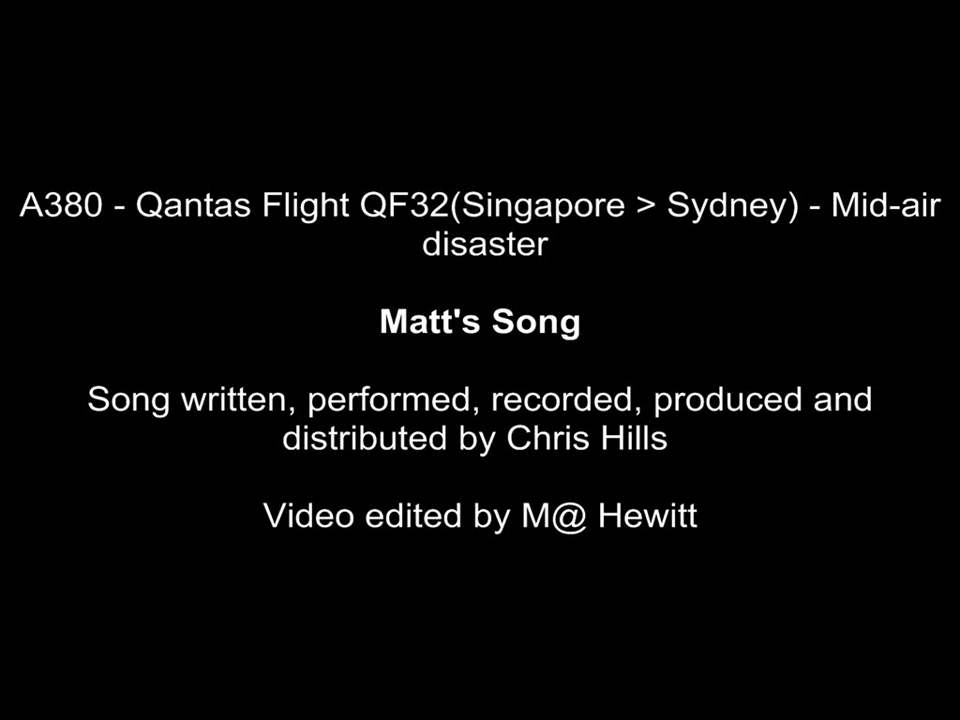 A380 - Qantas Flight QF32(Singapore > Sydney) - Mid-air
disaster
Matt's Song
Song written, performed, recorded, produced and
distributed by Chris Hills
Video edited by M@ Hewitt